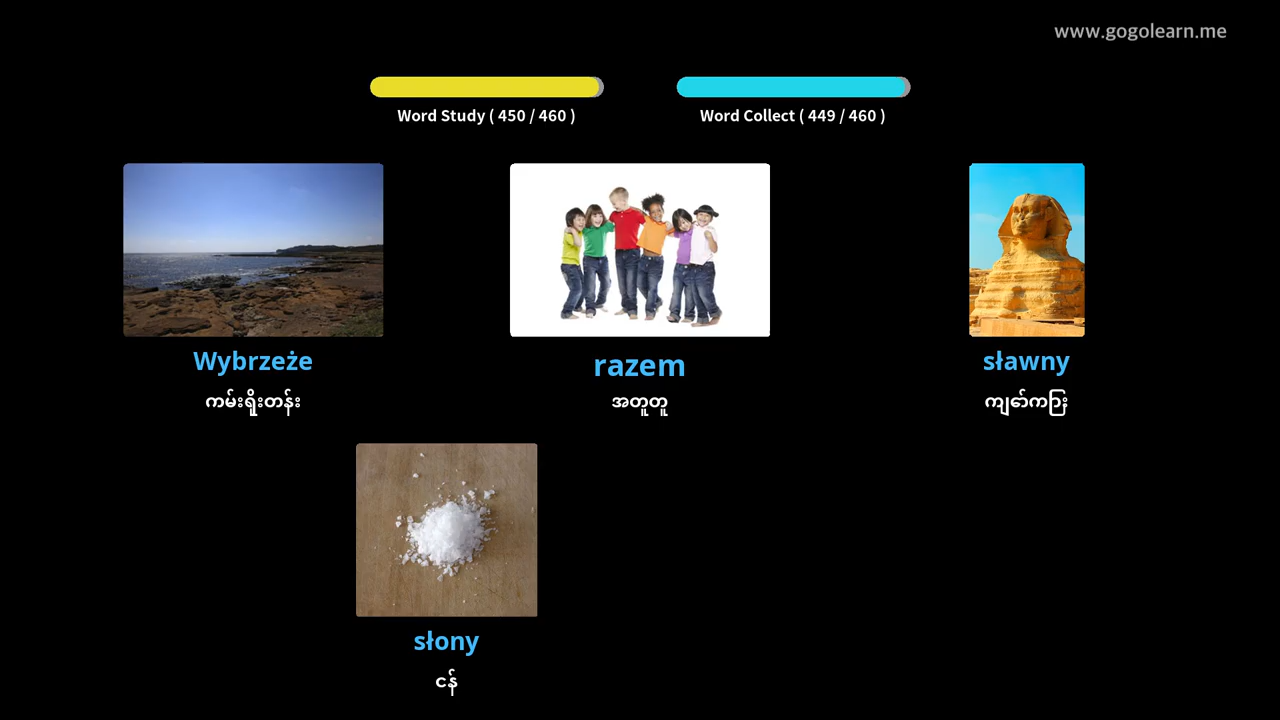 www.gogolearn.me
Word Study ( 450 / 460 )
Word Collect ( 449 / 460 )
Wybrzeże
ကမ်းရိုးတန်း
razem
အတူတူ
sławny
ကျော်ကြား
słony
ငန်